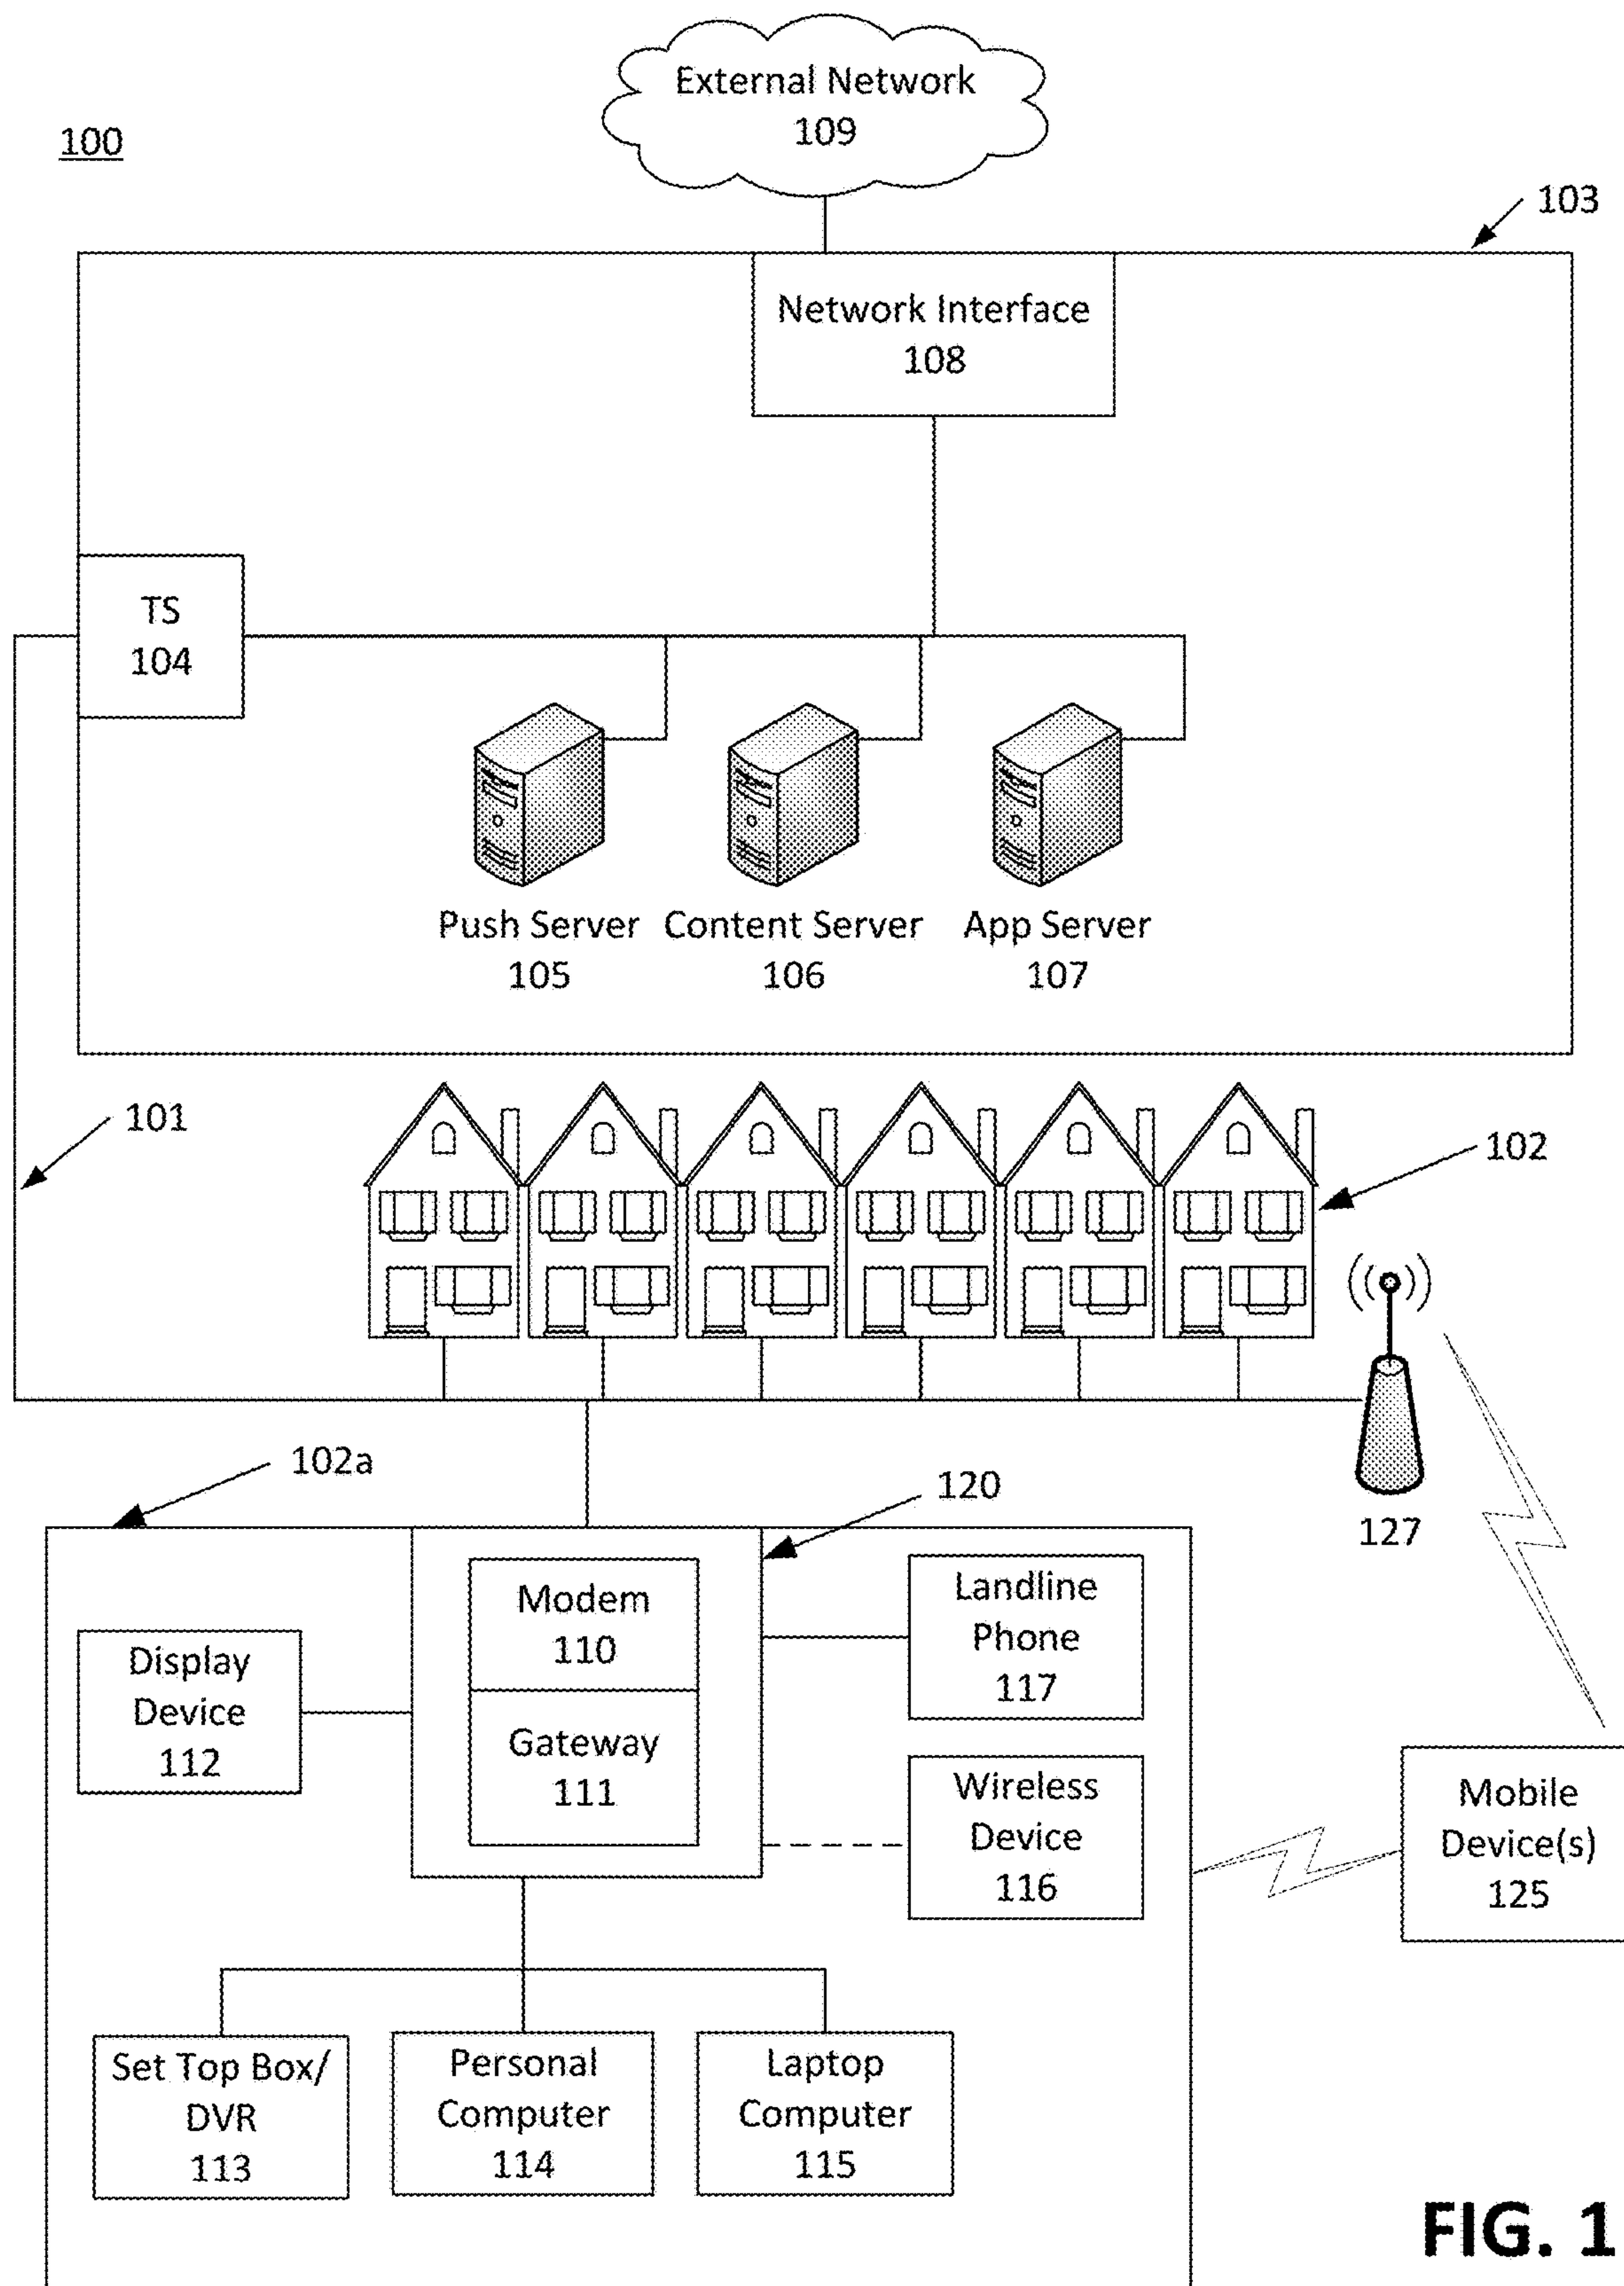 External Network
109
100
103
Network Interface
108
TS
104
Push Server
105
Content Server
106
App Server
107
101
102
127
102a
120
Modem
110
Gateway
111
Display
Device
112
Landline
Phone
117
Wireless
Device
116
Mobile
Device(s)
125
Set Top Box/
DVR
113
Personal
Computer
114
Laptop
Computer
115
FIG. 1